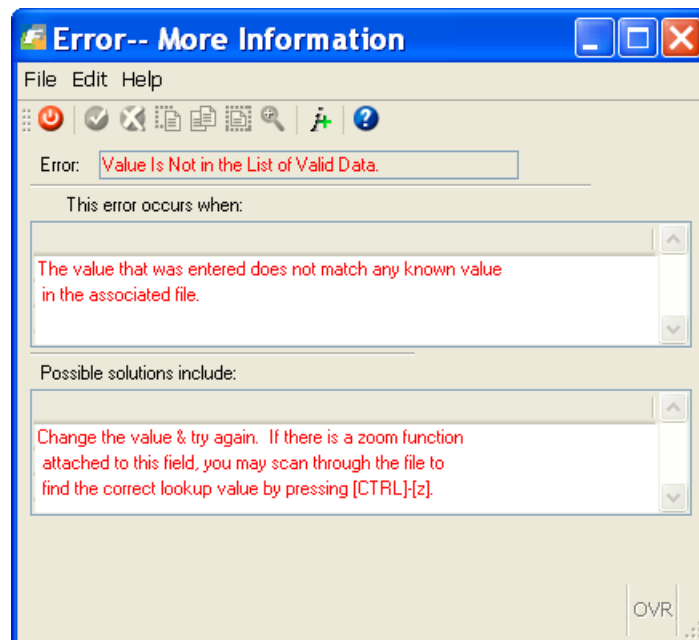 Error-- More Information
File Edit Help
Error: Value Is Not in the List of Valid Data.
This error occurs when:
The value that was entered does not match any known value
in the associated file.
Possible solutions include:
Change the value & try again. If there is a zoom function
attached to this field, you may scan through the file to
find the correct lookup value by pressing [CTRL]-[z].
OVR